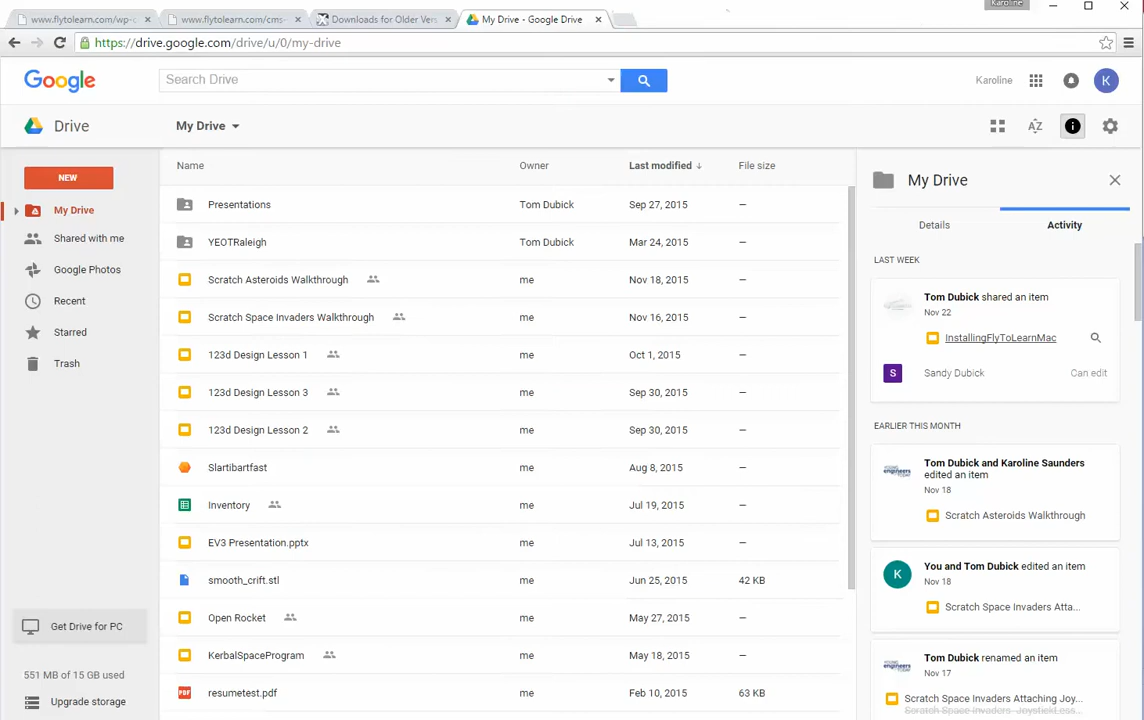 Karoline
www.flytolearn.com/wp-c
www.flytolearn.com/cms-
Downloads for Older Ver
My Drive - Google Drive
https://drive.google.com/drive/u/0/my-drive
Google
Search Drive
Karoline
K
Drive
My Drive
AZ
NEW
My Drive
Shared with me
Google Photos
Recent
Starred
Trash
Get Drive for PC
551 MB of 15 GB used
Upgrade storage
Name Owner Last modified ↓ File size
Presentations Tom Dubick Sep 27, 2015 —
YEOTRaleigh Tom Dubick Mar 24, 2015 —
Scratch Asteroids Walkthrough me Nov 18, 2015 —
Scratch Space Invaders Walkthrough me Nov 16, 2015 —
123d Design Lesson 1 me Oct 1, 2015 —
123d Design Lesson 3 me Sep 30, 2015 —
123d Design Lesson 2 me Sep 30, 2015 —
Slartibartfast me Aug 8, 2015 —
Inventory me Jul 19, 2015 —
EV3 Presentation.pptx me Jul 13, 2015 —
smooth_crift.stl me Jun 25, 2015 42 KB
Open Rocket me May 27, 2015 —
KerbalSpaceProgram me May 18, 2015 —
PDF resumetest.pdf me Feb 10, 2015 63 KB
My Drive
Details Activity
LAST WEEK
Tom Dubick shared an item
Nov 22
InstallingFlyToLearnMac
S Sandy Dubick Can edit
EARLIER THIS MONTH
Tom Dubick and Karoline Saunders
edited an item
Nov 18
Scratch Asteroids Walkthrough
K
You and Tom Dubick edited an item
Nov 18
Scratch Space Invaders Atta...
Tom Dubick renamed an item
Nov 17
Scratch Space Invaders Attaching Joy...